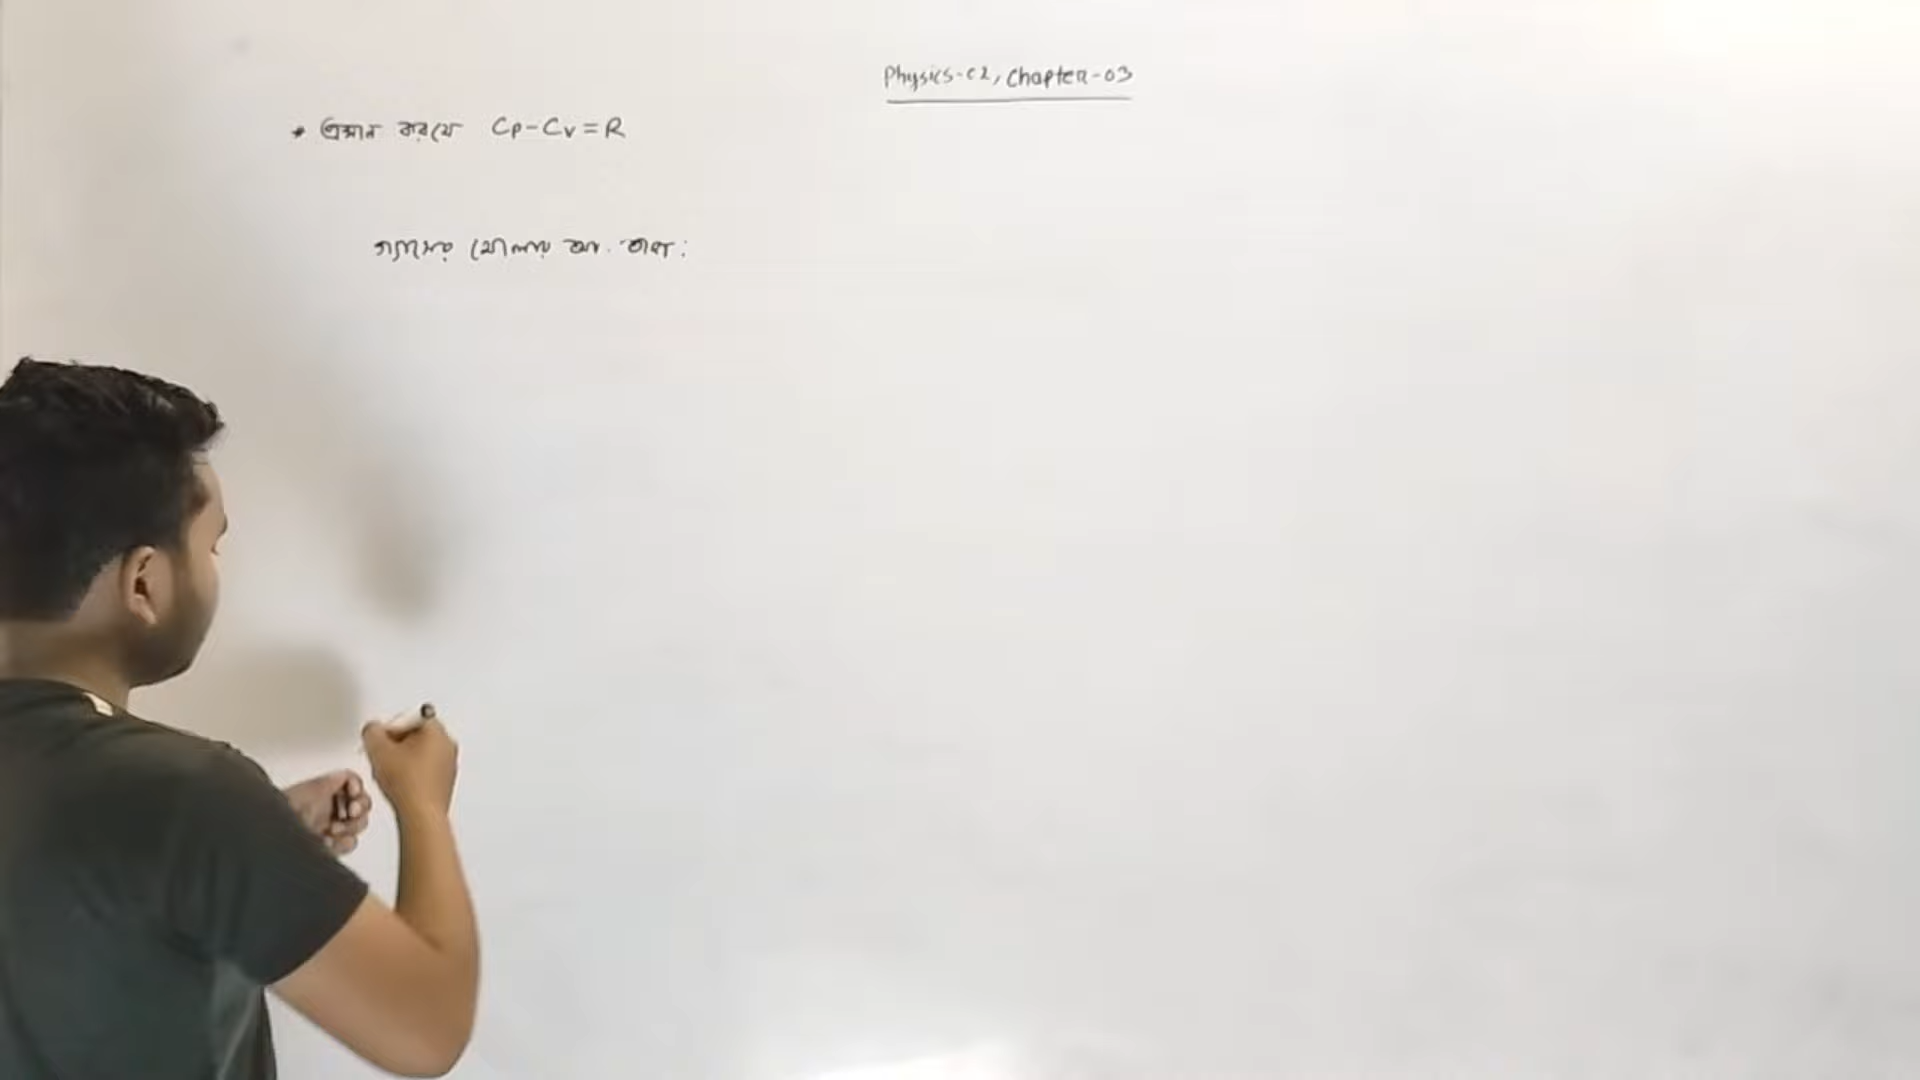 Physics-02, Chapter-03
* প্রমান কর যে Cp-Cv=R
গ্যাসের মোলার আ. তাপ: